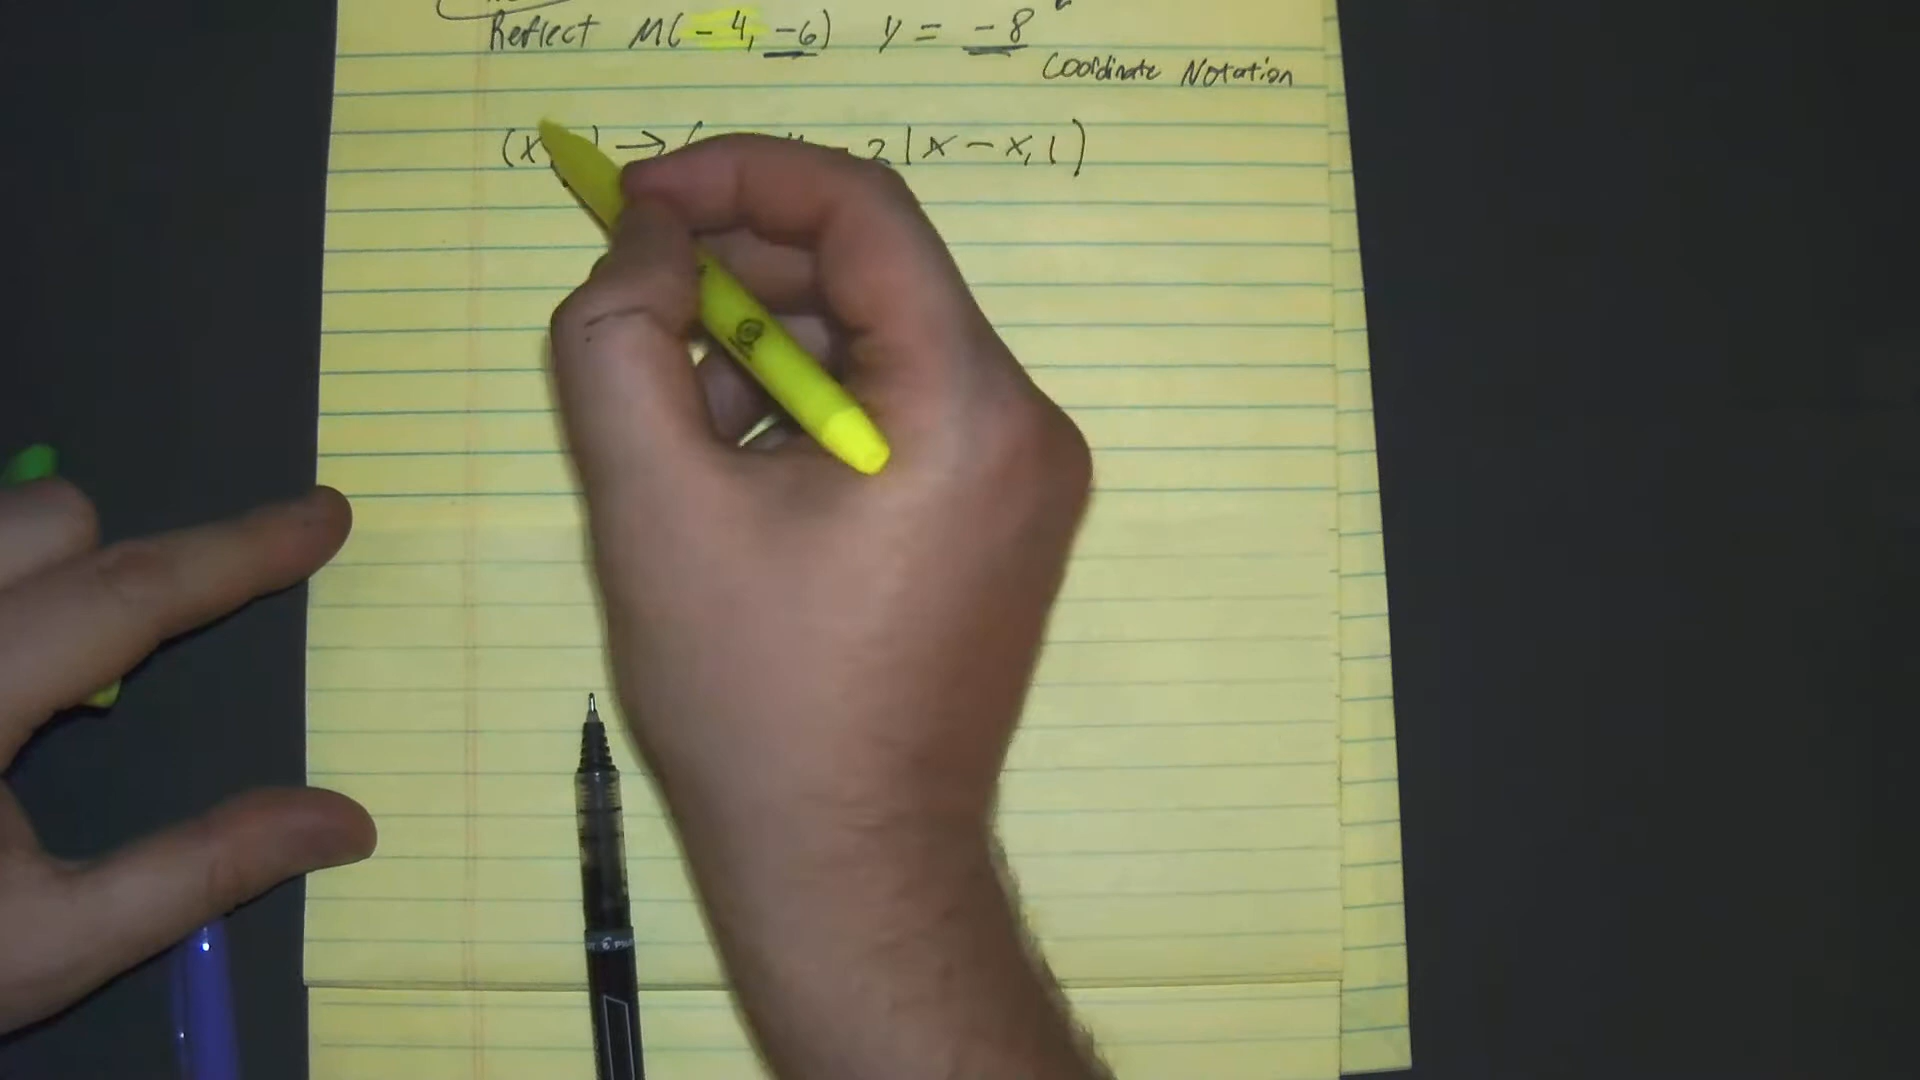 Reflect M(-4, -6) y = -8
Coordinate Notation
(x, ) → ( - 2|x - x,|)